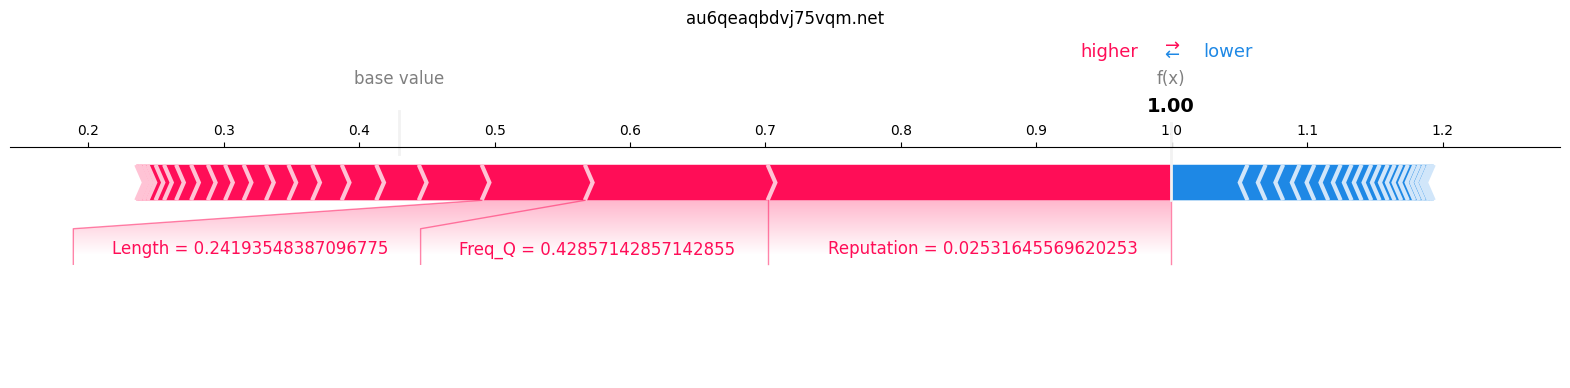 au6qeaqbdvj75vqm.net
higher ⇄ lower
base value f(x)
1.00
0.2 0.3 0.4 0.5 0.6 0.7 0.8 0.9 1.0 1.1 1.2
Length = 0.24193548387096775 Freq_Q = 0.42857142857142855 Reputation = 0.02531645569620253